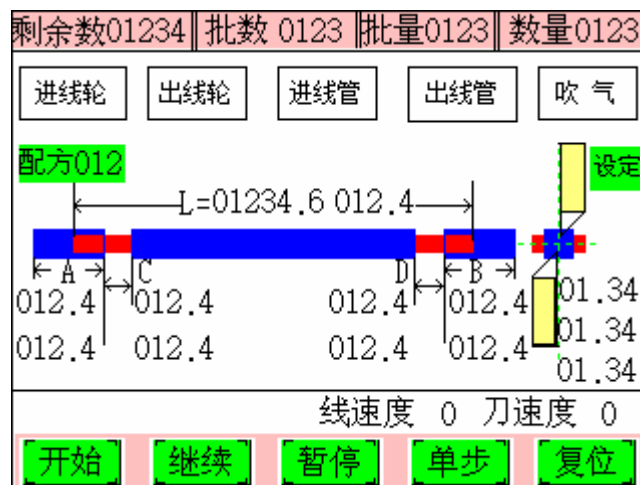 剩余数01234 批数 0123 批量0123 数量0123
进线轮 出线轮 进线管 出线管 吹 气
配方012 设定
L=01234.6 012.4
A C D B
012.4 012.4 012.4 012.4 01.34
012.4 012.4 012.4 012.4 01.34
01.34
线速度 0 刀速度 0
开始 继续 暂停 单步 复位